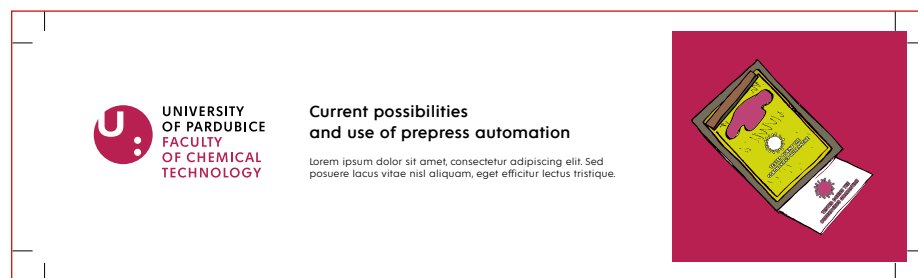 U:
UNIVERSITY
OF PARDUBICE
FACULTY
OF CHEMICAL
TECHNOLOGY
Current possibilities
and use of prepress automation
Lorem ipsum dolor sit amet, consectetur adipiscing elit. Sed
posuere lacus vitae nisl aliquam, eget efficitur lectus tristique.